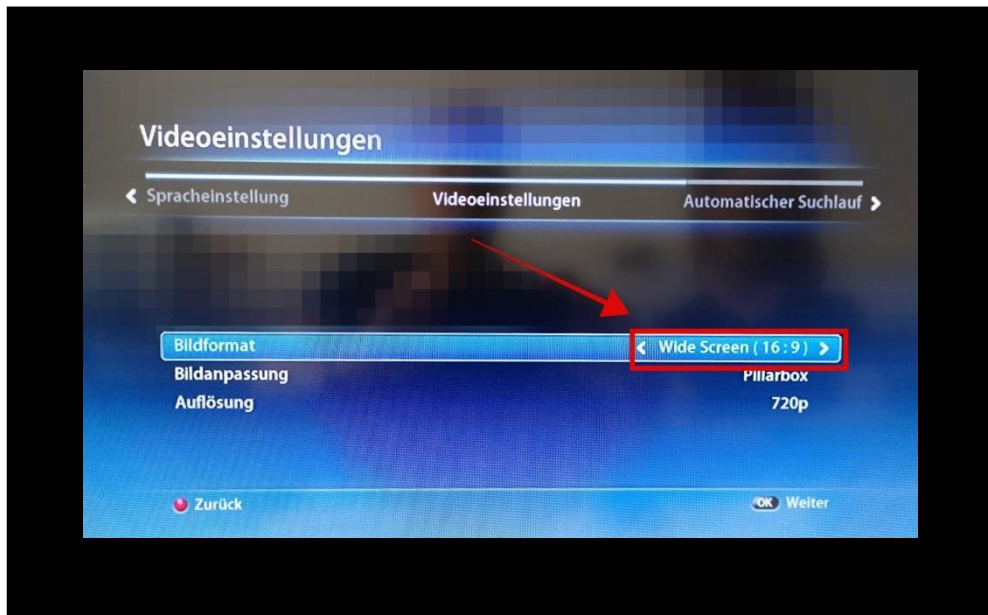 Videoeinstellungen
Spracheinstellung Videoeinstellungen Automatischer Suchlauf
Bildformat Wide Screen ( 16 : 9 )
Bildanpassung Pillarbox
Auflösung 720p
Zurück OK Weiter